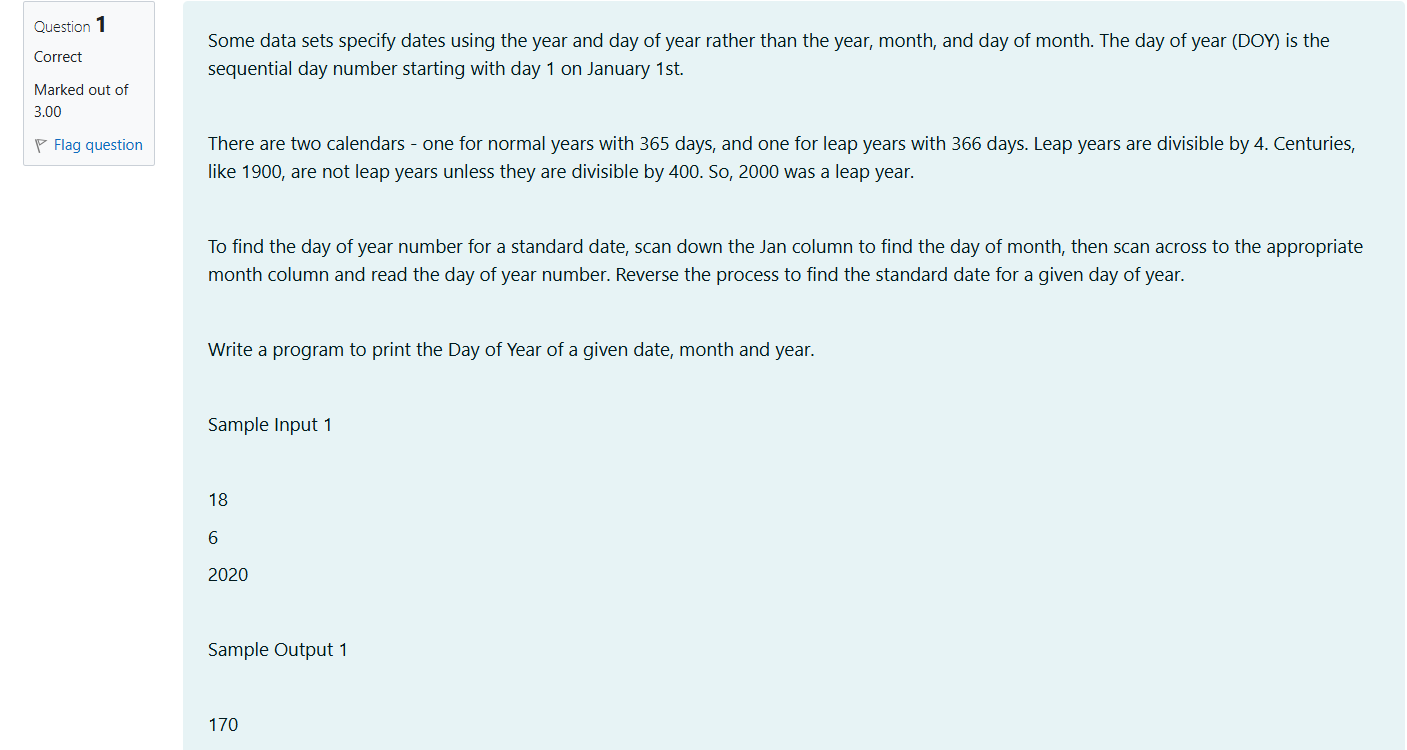 Question 1
Correct
Marked out of
3.00
Flag question
Some data sets specify dates using the year and day of year rather than the year, month, and day of month. The day of year (DOY) is the
sequential day number starting with day 1 on January 1st.
There are two calendars - one for normal years with 365 days, and one for leap years with 366 days. Leap years are divisible by 4. Centuries,
like 1900, are not leap years unless they are divisible by 400. So, 2000 was a leap year.
To find the day of year number for a standard date, scan down the Jan column to find the day of month, then scan across to the appropriate
month column and read the day of year number. Reverse the process to find the standard date for a given day of year.
Write a program to print the Day of Year of a given date, month and year.
Sample Input 1
18
6
2020
Sample Output 1
170